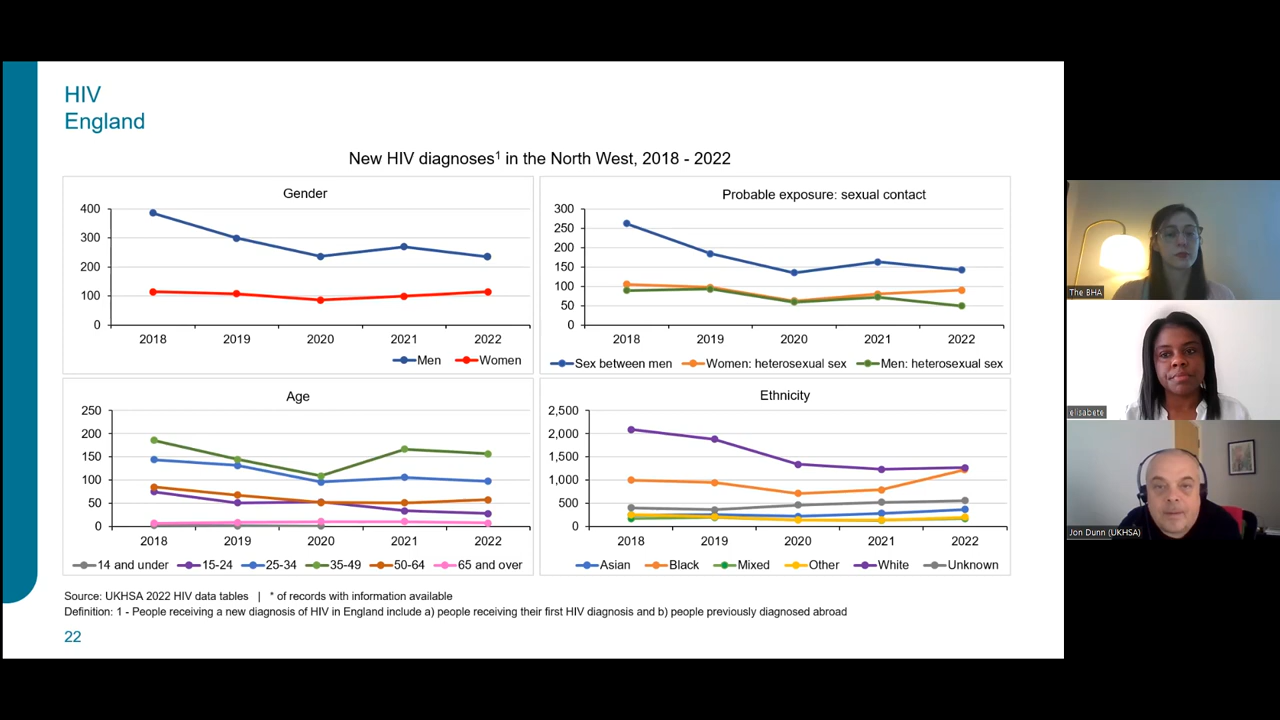 HIV
England
New HIV diagnoses1 in the North West, 2018 - 2022
Gender
400
300
200
100
0
2018 2019 2020 2021 2022
Men Women
Probable exposure: sexual contact
300
250
200
150
100
50
0
2018 2019 2020 2021 2022
Sex between men Women: heterosexual sex Men: heterosexual sex
Age
250
200
150
100
50
0
2018 2019 2020 2021 2022
14 and under 15-24 25-34 35-49 50-64 65 and over
Ethnicity
2,500
2,000
1,500
1,000
500
0
2018 2019 2020 2021 2022
Asian Black Mixed Other White Unknown
Source: UKHSA 2022 HIV data tables | * of records with information available
Definition: 1 - People receiving a new diagnosis of HIV in England include a) people receiving their first HIV diagnosis and b) people previously diagnosed abroad
22
The BHA
elisabete
Jon Dunn (UKHSA)